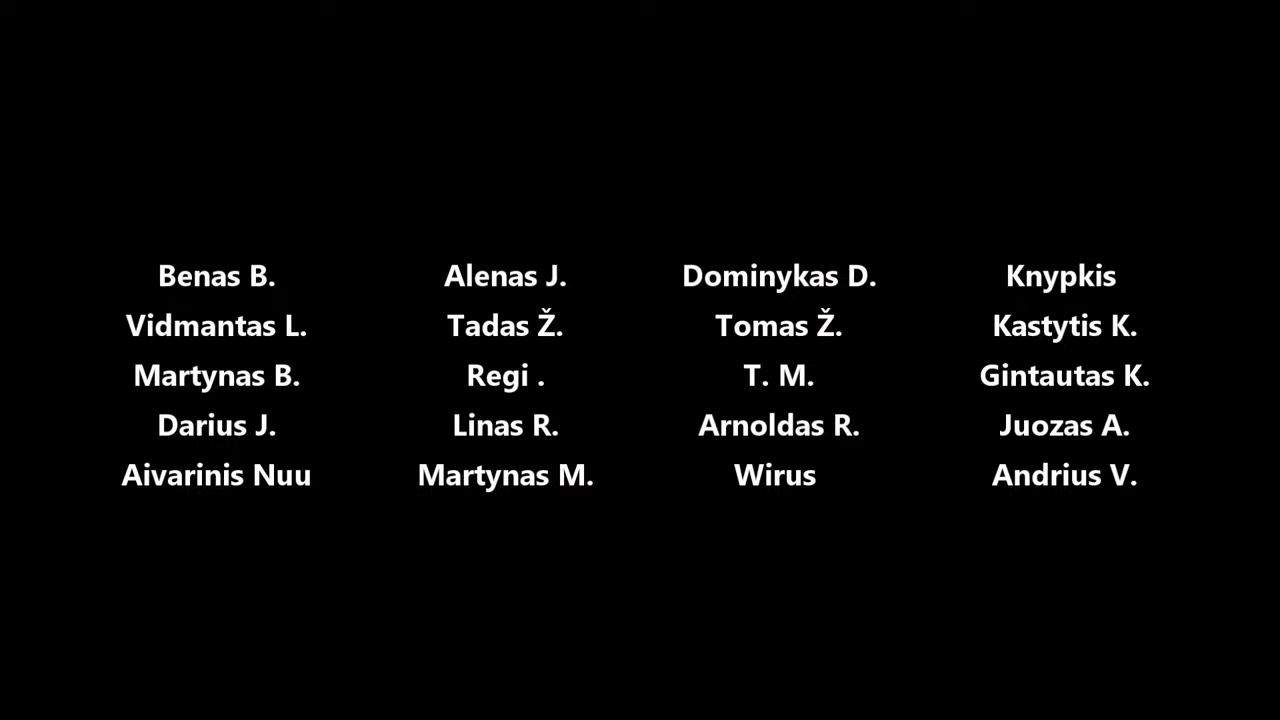 Benas B. Alenas J. Dominykas D. Knypkis
Vidmantas L. Tadas Ž. Tomas Ž. Kastytis K.
Martynas B. Regi . T. M. Gintautas K.
Darius J. Linas R. Arnoldas R. Juozas A.
Aivarinis Nuu Martynas M. Wirus Andrius V.